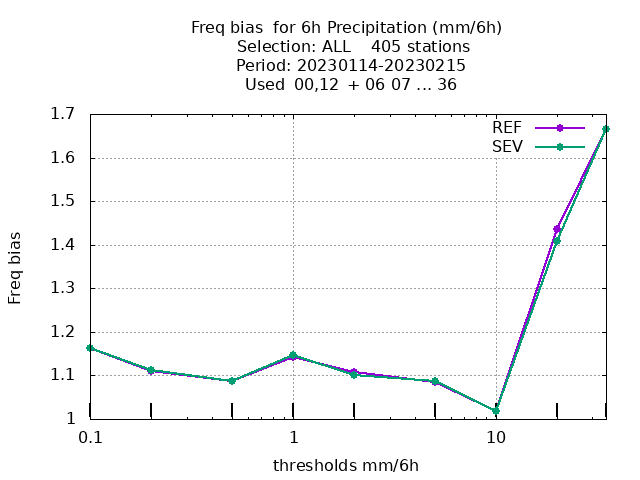 Freq bias  for 6h Precipitation (mm/6h)
Selection: ALL    405 stations
Period: 20230114-20230215
Used  00,12  + 06 07 ... 36
1.7
1.6
1.5
1.4
1.3
1.2
1.1
1
Freq bias
REF
SEV
0.1
1
10
thresholds mm/6h